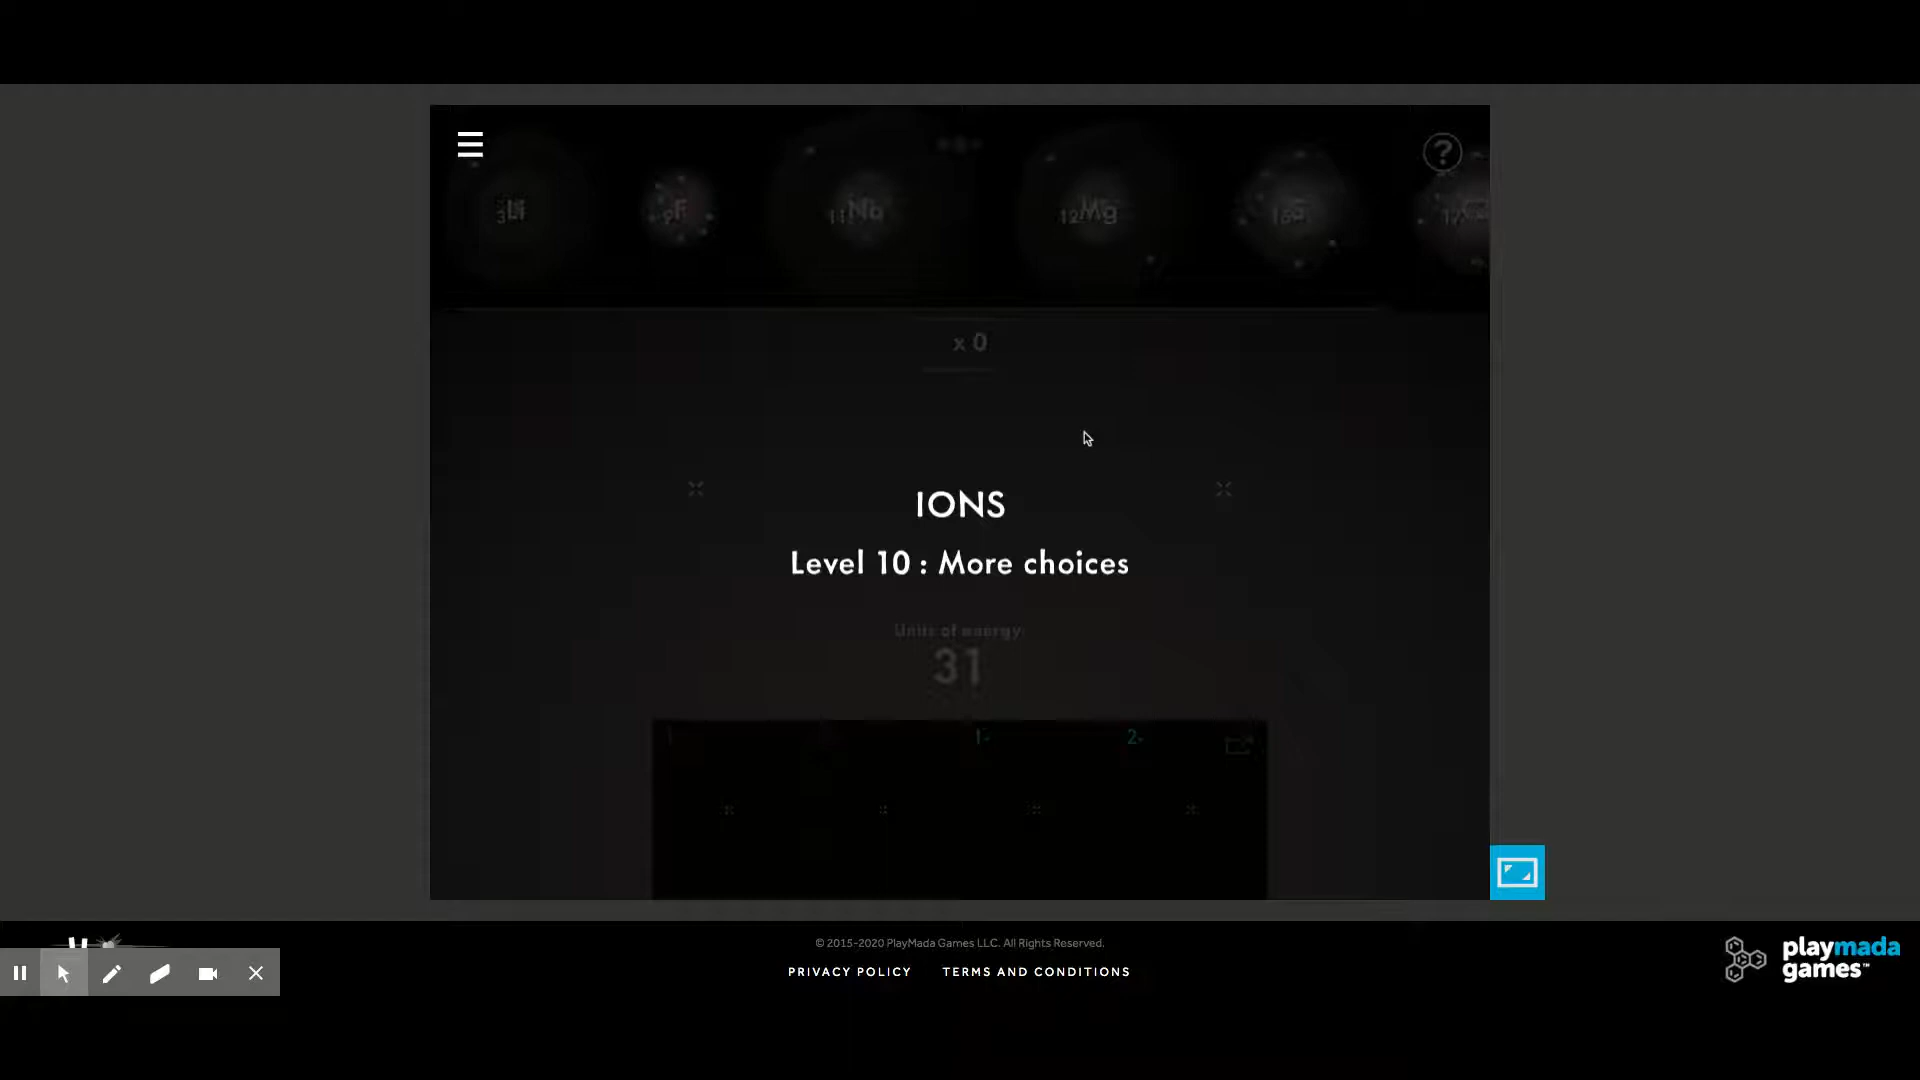 ?
3Li
9F
11Na
12Mg
x 0
IONS
Level 10 : More choices
Units of energy
31
1-
2-
© 2015-2020 PlayMada Games LLC. All Rights Reserved.
PRIVACY POLICY
TERMS AND CONDITIONS
playmada
games™